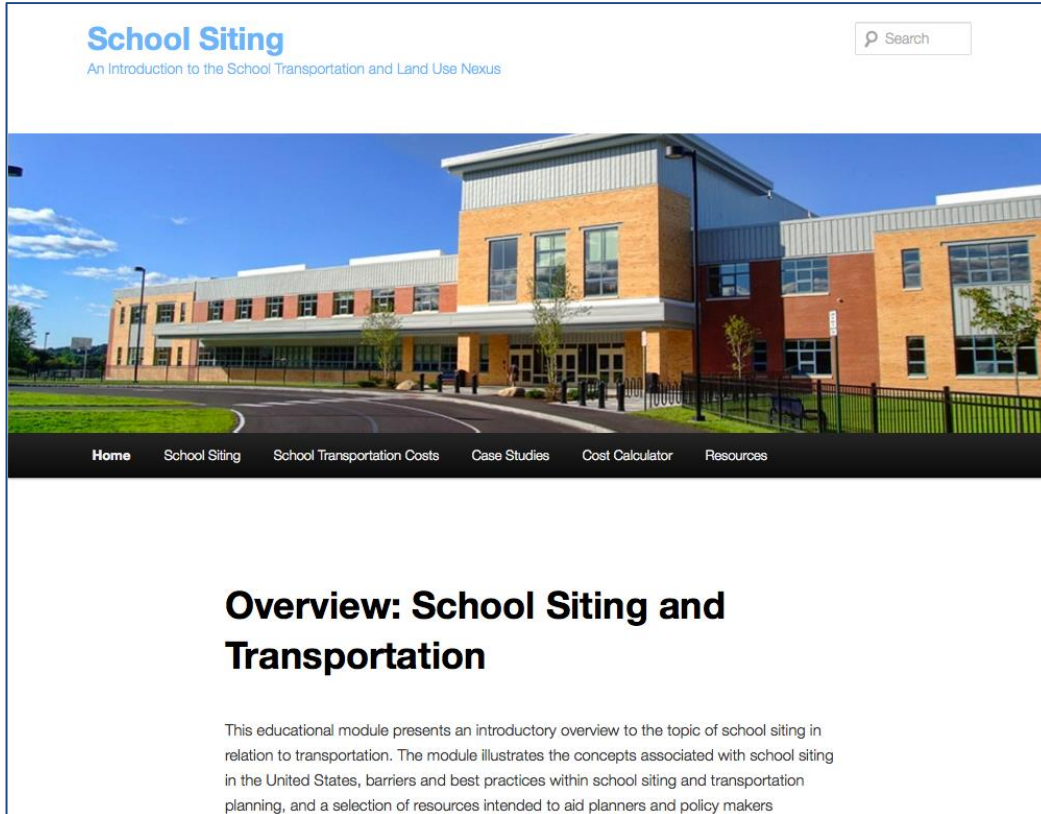 School Siting
An Introduction to the School Transportation and Land Use Nexus
Search
Home School Siting School Transportation Costs Case Studies Cost Calculator Resources
Overview: School Siting and
Transportation
This educational module presents an introductory overview to the topic of school siting in
relation to transportation. The module illustrates the concepts associated with school siting
in the United States, barriers and best practices within school siting and transportation
planning, and a selection of resources intended to aid planners and policy makers